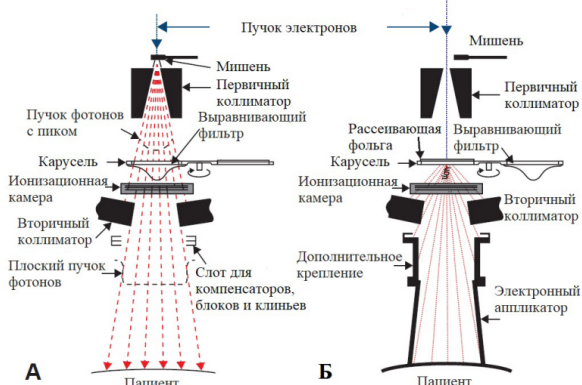 Пучок электронов
Мишень
Первичный
коллиматор
Пучок фотонов
с пиком
Выравнивающий
фильтр
Карусель
Ионизационная
камера
Вторичный
коллиматор
Слот для
компенсаторов,
блоков и клиньев
Плоский пучок
фотонов
А
Пациент
Мишень
Первичный
коллиматор
Рассеивающая
фольга
Выравнивающий
фильтр
Карусель
Ионизационная
камера
Вторичный
коллиматор
Дополнительное
крепление
Электронный
аппликатор
Б
Пациент